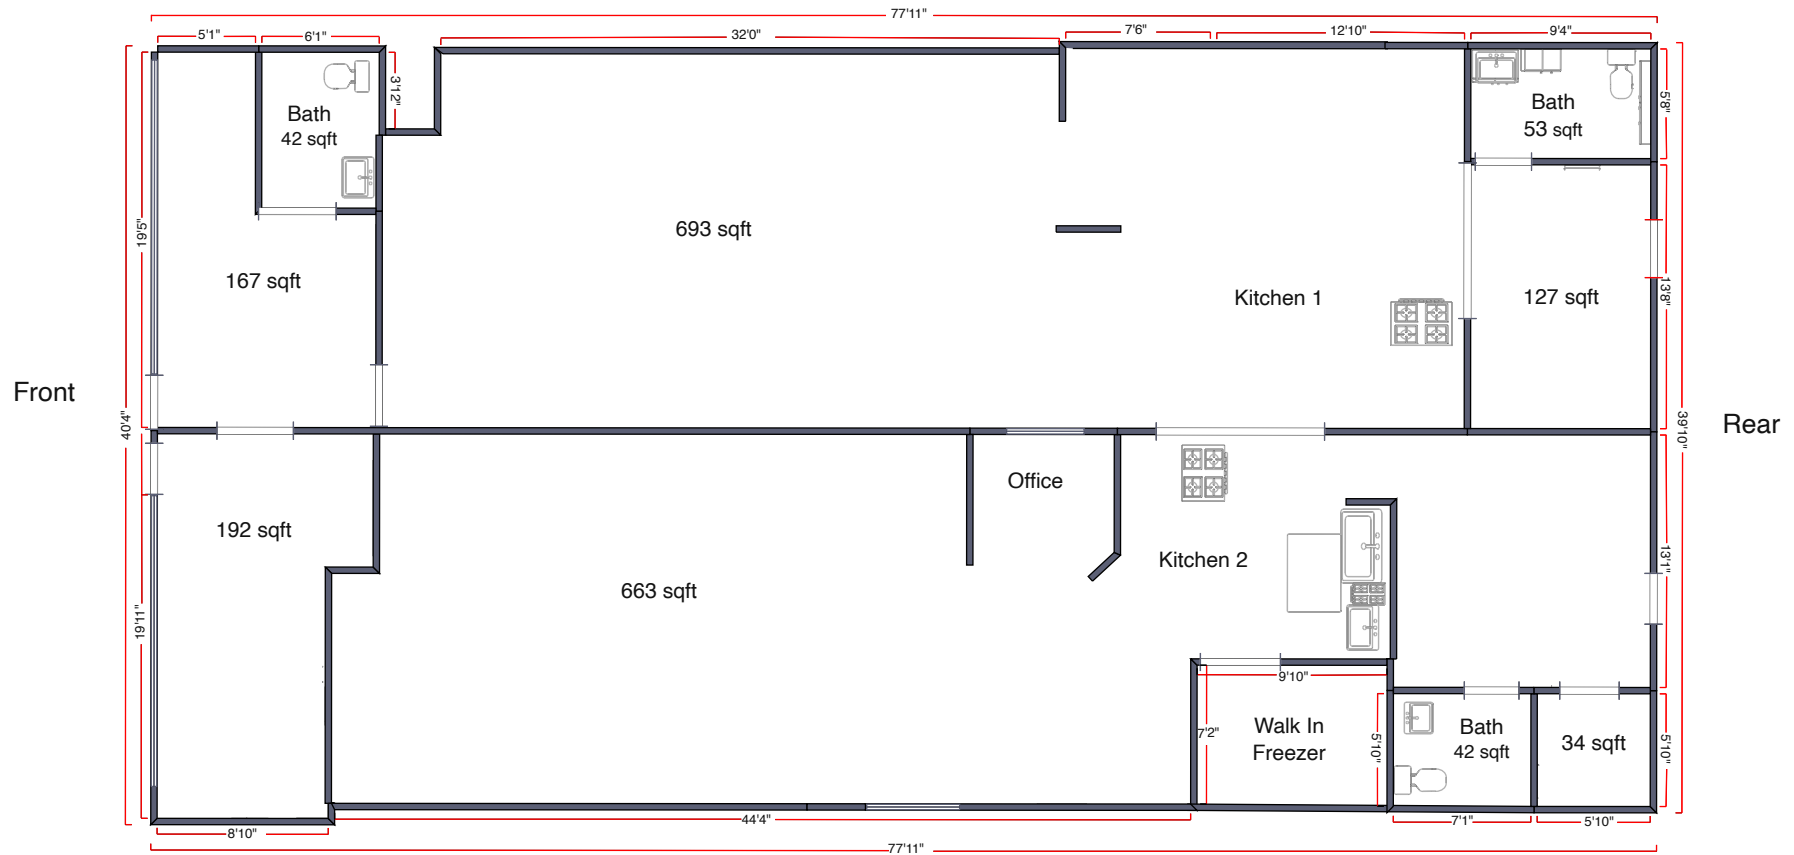 77'11"
5'1"
6'1"
32'0"
7'6"
12'10"
9'4"
3'12"
Bath
42 sqft
Bath
53 sqft
5'8"
19'5"
693 sqft
167 sqft
Kitchen 1
127 sqft
13'8"
Front
40'4"
39'10"
Rear
Office
192 sqft
Kitchen 2
663 sqft
13'1"
19'11"
9'10"
7'2"
Walk In
Freezer
5'10"
Bath
42 sqft
34 sqft
5'10"
44'4"
8'10"
7'1"
5'10"
77'11"